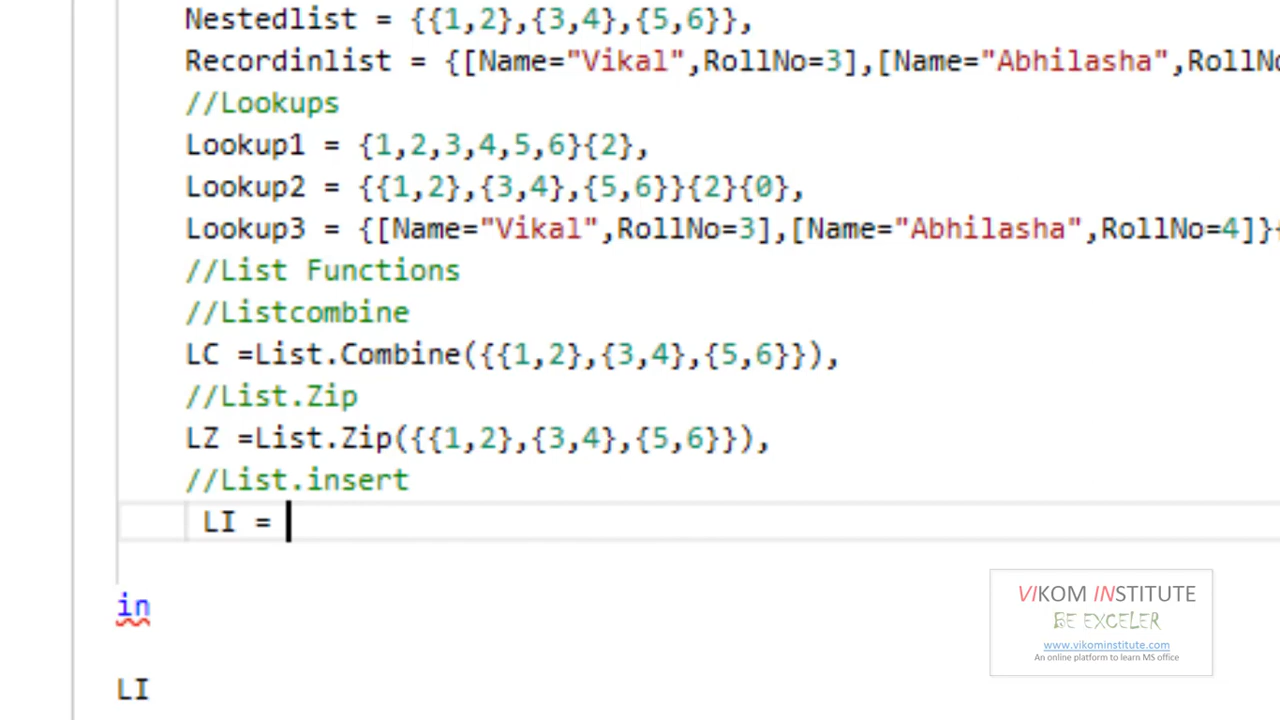 Nestedlist = {{1,2},{3,4},{5,6}},
Recordinlist = {[Name="Vikal",RollNo=3],[Name="Abhilasha",RollNo
//Lookups
Lookup1 = {1,2,3,4,5,6}{2},
Lookup2 = {{1,2},{3,4},{5,6}}{2}{0},
Lookup3 = {[Name="Vikal",RollNo=3],[Name="Abhilasha",RollNo=4]}{
//List Functions
//Listcombine
LC =List.Combine({{1,2},{3,4},{5,6}}),
//List.Zip
LZ =List.Zip({{1,2},{3,4},{5,6}}),
//List.insert
LI =
in
LI
VIKOM INSTITUTE
BE EXCELER
www.vikominstitute.com
An online platform to learn MS office